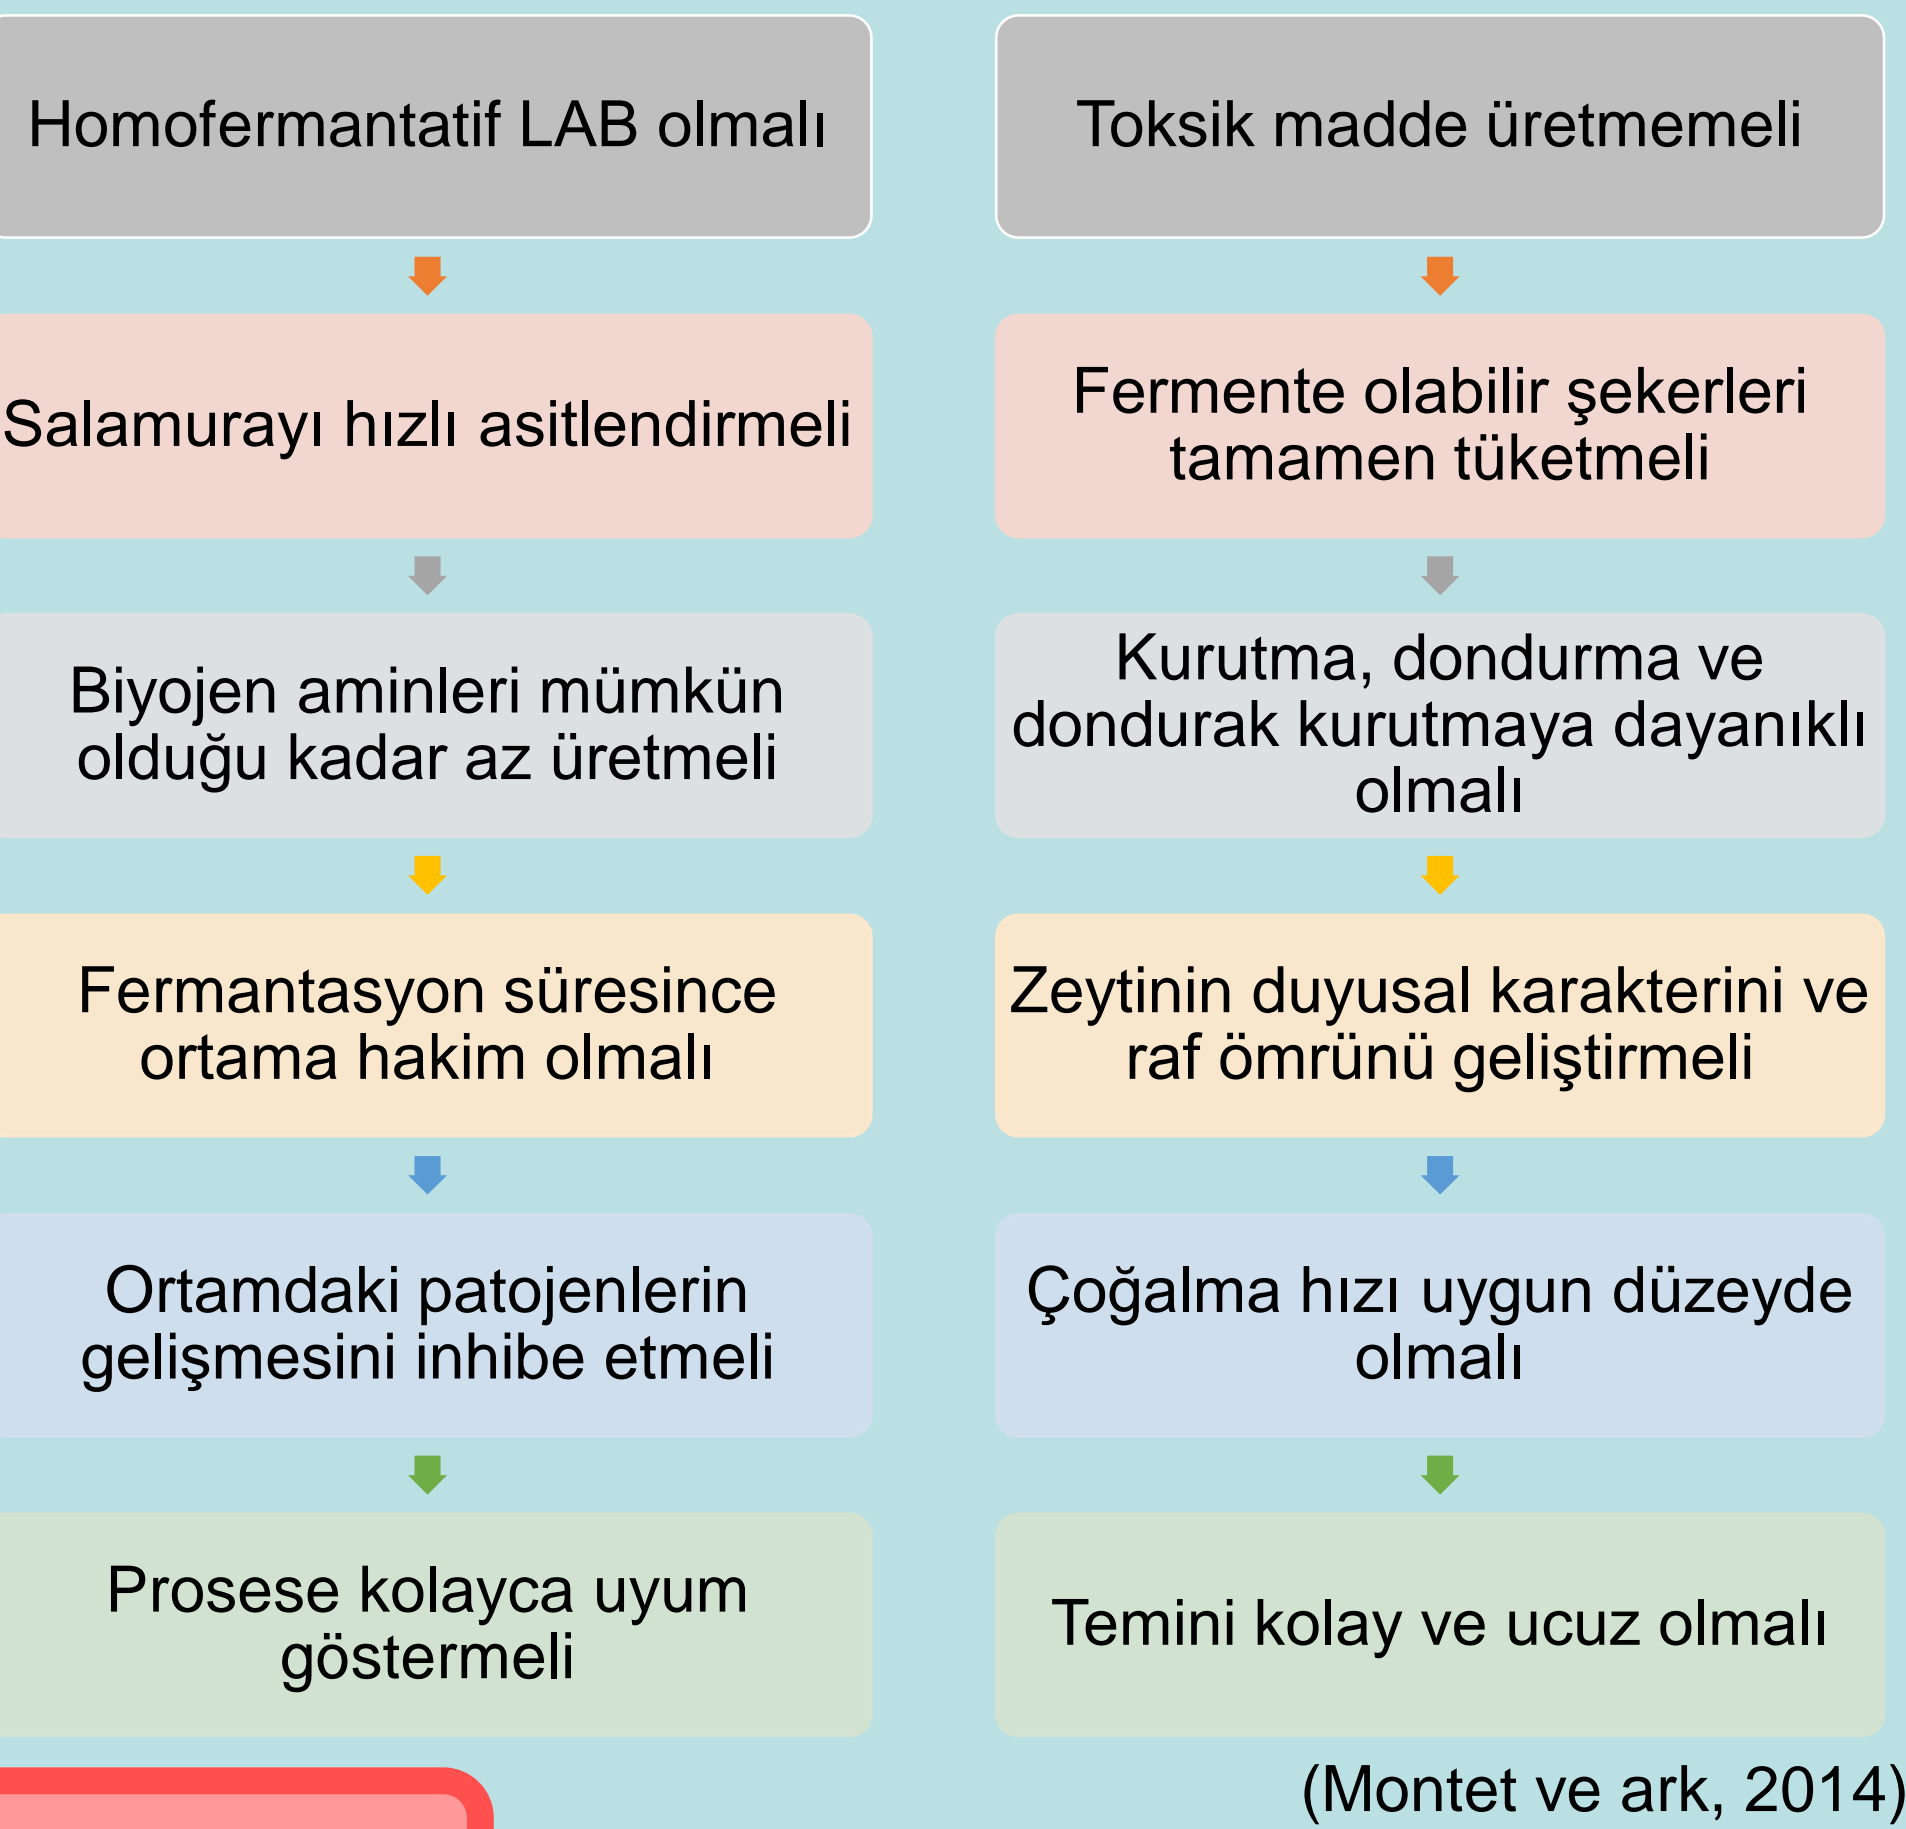 Homofermantatif LAB olmalı
Salamurayı hızlı asitlendirmeli
Biyojen aminleri mümkün
olduğu kadar az üretmeli
Fermantasyon süresince
ortama hakim olmalı
Ortamdaki patojenlerin
gelişmesini inhibe etmeli
Prosese kolayca uyum
göstermeli
Toksik madde üretmemeli
Fermente olabilir şekerleri
tamamen tüketmeli
Kurutma, dondurma ve
dondurak kurutmaya dayanıklı
olmalı
Zeytinin duyusal karakterini ve
raf ömrünü geliştirmeli
Çoğalma hızı uygun düzeyde
olmalı
Temini kolay ve ucuz olmalı
(Montet ve ark, 2014)